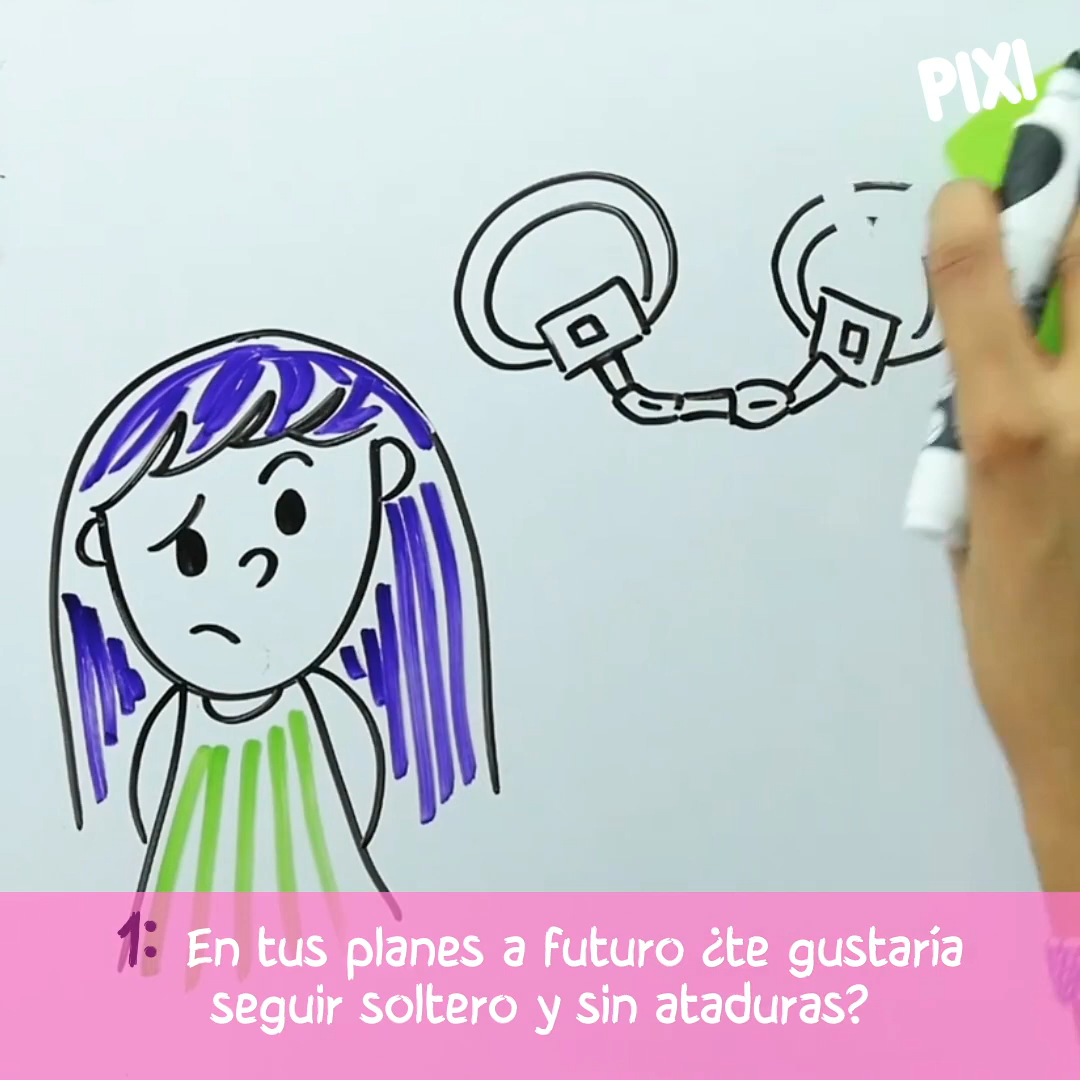 PIXI
1: En tus planes a futuro ¿te gustaría
seguir soltero y sin ataduras?